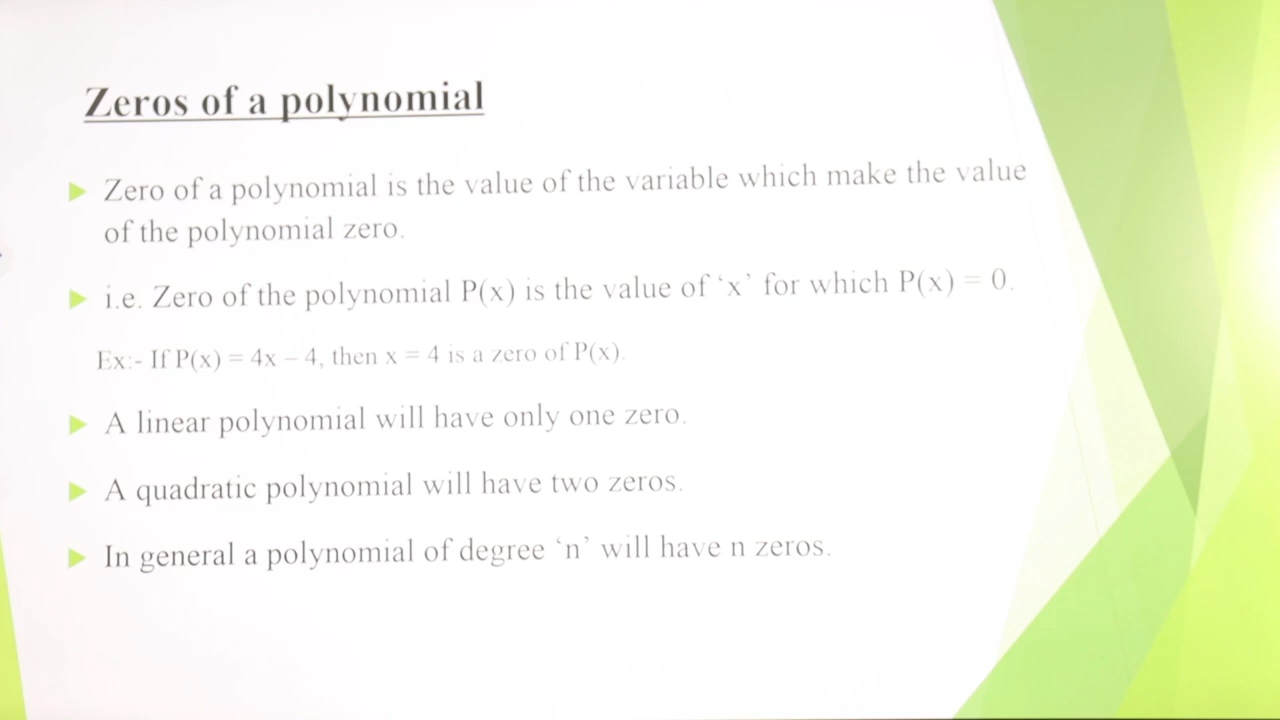 Zeros of a polynomial
Zero of a polynomial is the value of the variable which make the value
of the polynomial zero.
i.e. Zero of the polynomial P(x) is the value of ‘x’ for which P(x) = 0.
Ex:- If P(x) = 4x – 4, then x = 4 is a zero of P(x).
A linear polynomial will have only one zero.
A quadratic polynomial will have two zeros.
In general a polynomial of degree ‘n’ will have n zeros.